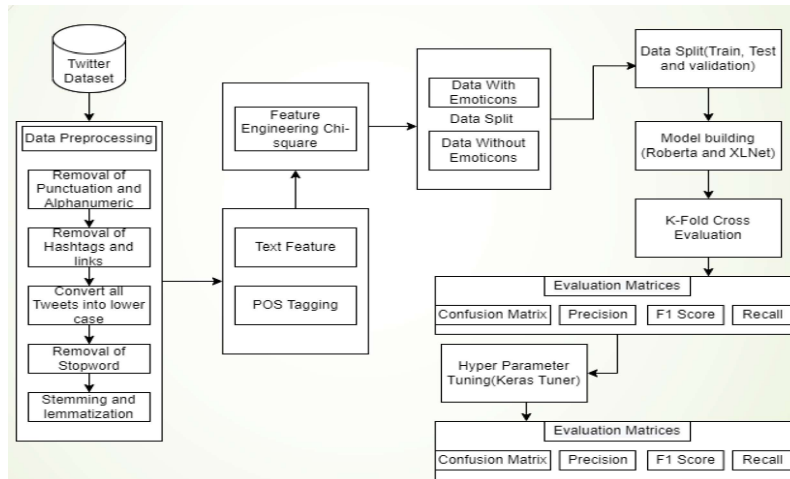 Twitter
Dataset
Data Preprocessing
Removal of
Punctuation and
Alphanumeric
Removal of
Hashtags and
links
Convert all
Tweets into lower
case
Removal of
Stopword
Stemming and
lemmatization
Text Feature
POS Tagging
Feature
Engineering Chi-
square
Data With
Emoticons
Data Split
Data Without
Emoticons
Data Split(Train, Test
and validation)
Model building
(Roberta and XLNet)
K-Fold Cross
Evaluation
Evaluation Matrices
Confusion Matrix Precision F1 Score Recall
Hyper Parameter
Tuning(Keras Tuner)
Evaluation Matrices
Confusion Matrix Precision F1 Score Recall